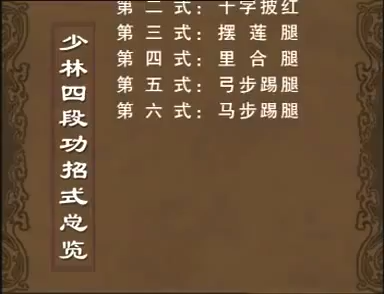 少林四段功招式总览
第二式：十字披红
第三式：摆莲腿
第四式：里合腿
第五式：弓步踢腿
第六式：马步踢腿